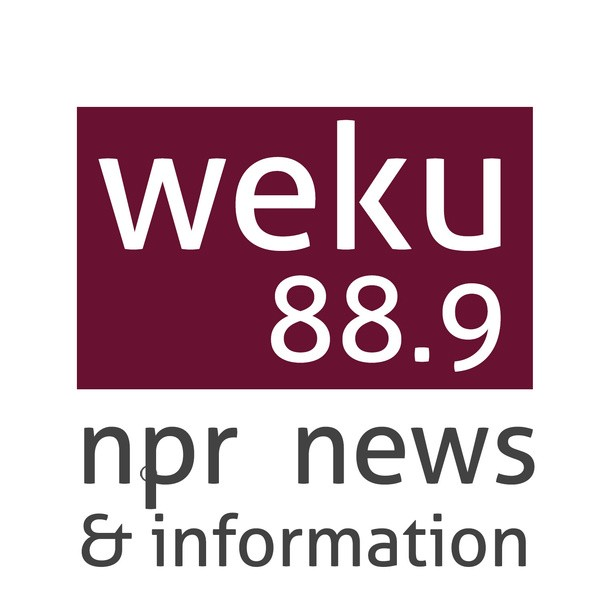 weku
88.9
npr news
& information